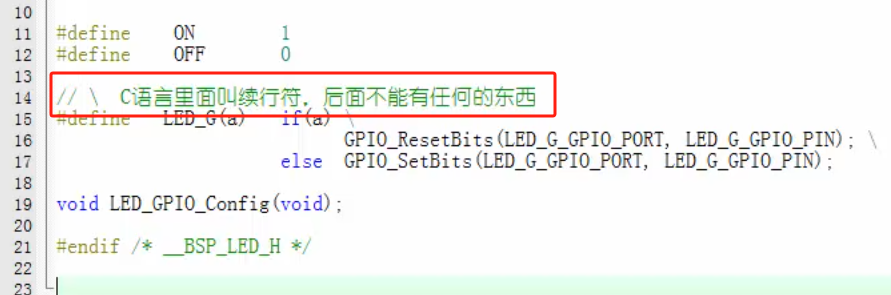 10
11 #define ON 1
12 #define OFF 0
13
14 // \ C语言里面叫续行符，后面不能有任何的东西
15 #define LED_G(a) if(a) \
16 GPIO_ResetBits(LED_G_GPIO_PORT, LED_G_GPIO_PIN); \
17 else GPIO_SetBits(LED_G_GPIO_PORT, LED_G_GPIO_PIN);
18
19 void LED_GPIO_Config(void);
20
21 #endif /* __BSP_LED_H */
22
23